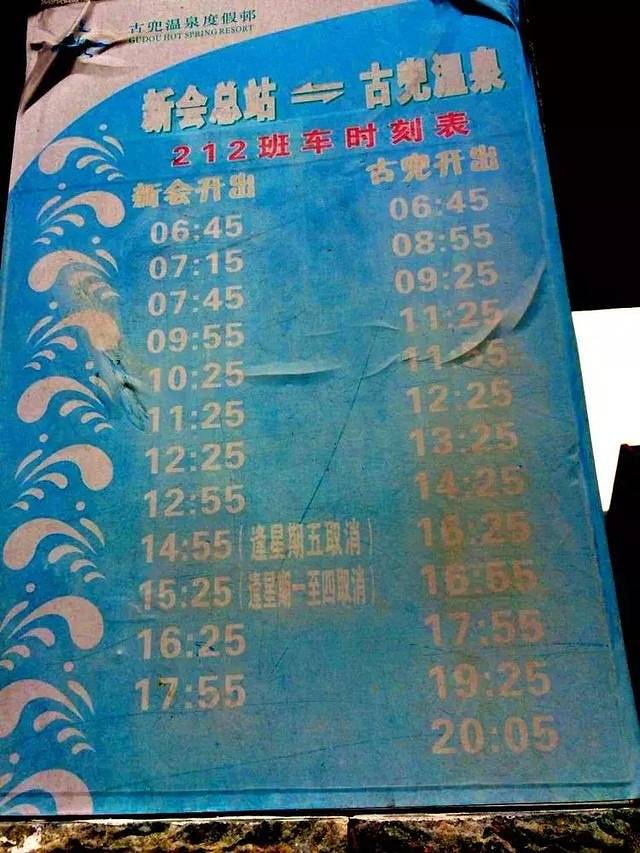 古兜温泉度假邨
GUDOU HOT SPRING RESORT
新会总站 ⇌ 古兜温泉
212班车时刻表
新会开出 古兜开出
06:45 06:45
07:15 08:55
07:45 09:25
09:55 11:25
10:25 11:55
11:25 12:25
12:25 13:25
12:55 14:25
14:55(逢星期五取消) 16:25
15:25(逢星期一至四取消) 16:55
16:25 17:55
17:55 19:25
20:05